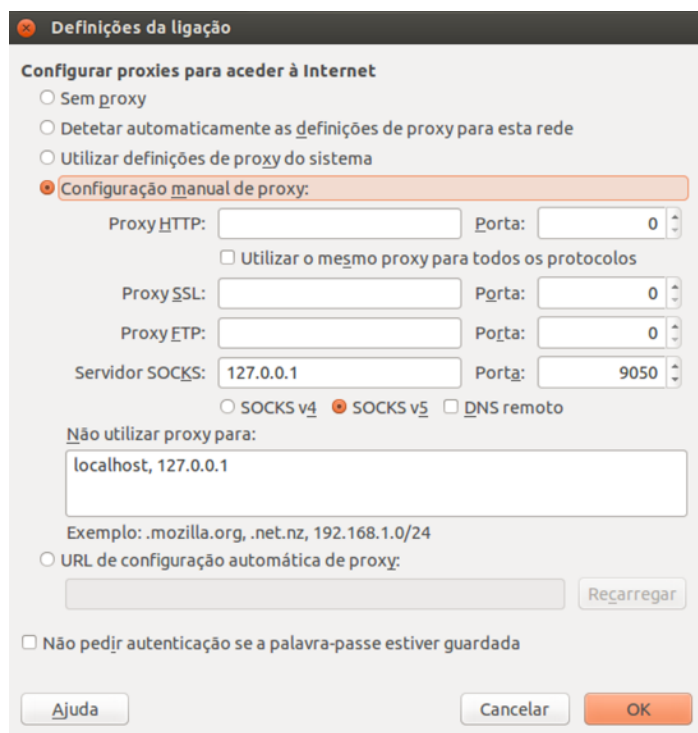 Definições da ligação
Configurar proxies para aceder à Internet
Sem proxy
Detetar automaticamente as definições de proxy para esta rede
Utilizar definições de proxy do sistema
Configuração manual de proxy:
Proxy HTTP: Porta: 0
Utilizar o mesmo proxy para todos os protocolos
Proxy SSL: Porta: 0
Proxy FTP: Porta: 0
Servidor SOCKS: 127.0.0.1 Porta: 9050
SOCKS v4 SOCKS v5 DNS remoto
Não utilizar proxy para:
localhost, 127.0.0.1
Exemplo: .mozilla.org, .net.nz, 192.168.1.0/24
URL de configuração automática de proxy:
Recarregar
Não pedir autenticação se a palavra-passe estiver guardada
Ajuda Cancelar OK